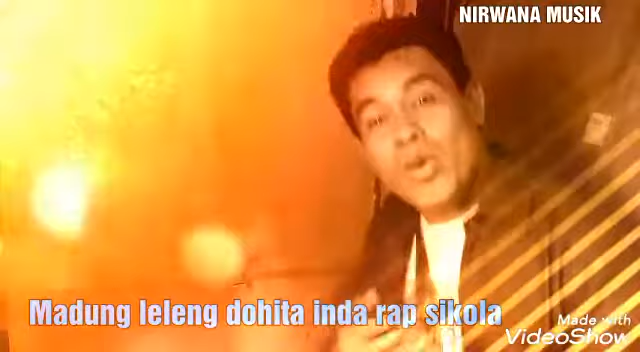 NIRWANA MUSIK
Madung leleng dohita inda rap sikola
Made with
VideoShow